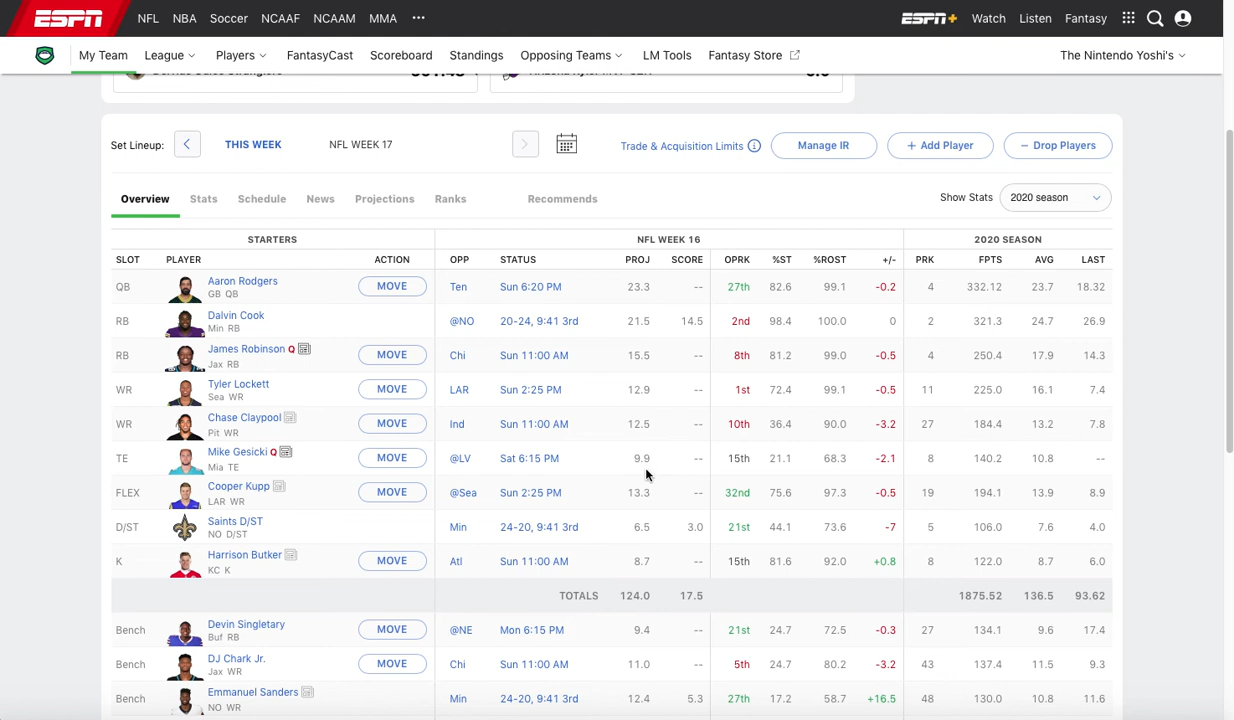 ESPN NFL NBA Soccer NCAAF NCAAM MMA ••• ESPN+ Watch Listen Fantasy
My Team League Players FantasyCast Scoreboard Standings Opposing Teams LM Tools Fantasy Store The Nintendo Yoshi's
Set Lineup: THIS WEEK NFL WEEK 17 Trade & Acquisition Limits i Manage IR + Add Player − Drop Players
Overview Stats Schedule News Projections Ranks Recommends Show Stats 2020 season
STARTERS NFL WEEK 16 2020 SEASON
SLOT PLAYER ACTION OPP STATUS PROJ SCORE OPRK %ST %ROST +/- PRK FPTS AVG LAST
QB Aaron Rodgers MOVE Ten Sun 6:20 PM 23.3 -- 27th 82.6 99.1 -0.2 4 332.12 23.7 18.32
GB QB
RB Dalvin Cook @NO 20-24, 9:41 3rd 21.5 14.5 2nd 98.4 100.0 0 2 321.3 24.7 26.9
Min RB
RB James Robinson Q MOVE Chi Sun 11:00 AM 15.5 -- 8th 81.2 99.0 -0.5 4 250.4 17.9 14.3
Jax RB
WR Tyler Lockett MOVE LAR Sun 2:25 PM 12.9 -- 1st 72.4 99.1 -0.5 11 225.0 16.1 7.4
Sea WR
WR Chase Claypool MOVE Ind Sun 11:00 AM 12.5 -- 10th 36.4 90.0 -3.2 27 184.4 13.2 7.8
Pit WR
TE Mike Gesicki Q MOVE @LV Sat 6:15 PM 9.9 -- 15th 21.1 68.3 -2.1 8 140.2 10.8 --
Mia TE
FLEX Cooper Kupp MOVE @Sea Sun 2:25 PM 13.3 -- 32nd 75.6 97.3 -0.5 19 194.1 13.9 8.9
LAR WR
D/ST Saints D/ST Min 24-20, 9:41 3rd 6.5 3.0 21st 44.1 73.6 -7 5 106.0 7.6 4.0
NO D/ST
K Harrison Butker MOVE Atl Sun 11:00 AM 8.7 -- 15th 81.6 92.0 +0.8 8 122.0 8.7 6.0
KC K
TOTALS 124.0 17.5 1875.52 136.5 93.62
Bench Devin Singletary MOVE @NE Mon 6:15 PM 9.4 -- 21st 24.7 72.5 -0.3 27 134.1 9.6 17.4
Buf RB
Bench DJ Chark Jr. MOVE Chi Sun 11:00 AM 11.0 -- 5th 24.7 80.2 -3.2 43 137.4 11.5 9.3
Jax WR
Bench Emmanuel Sanders Min 24-20, 9:41 3rd 12.4 5.3 27th 17.2 58.7 +16.5 48 130.0 10.8 11.6
NO WR